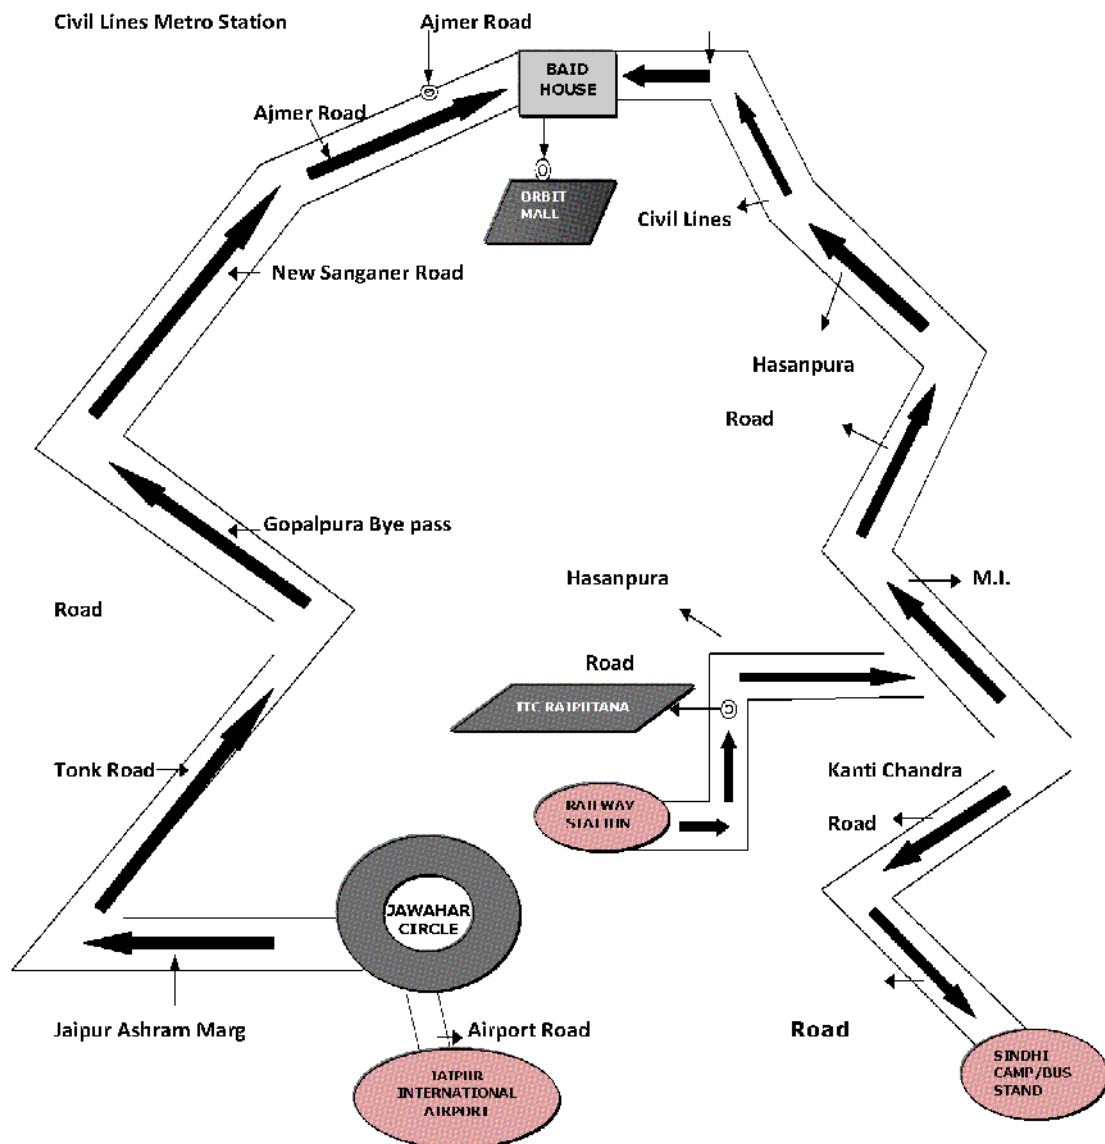 Civil Lines Metro Station
Ajmer Road
BAID
HOUSE
Ajmer Road
ORBIT
MALL
Civil Lines
New Sanganer Road
Hasanpura
Road
Gopalpura Bye pass
Hasanpura
M.I.
Road
Road
ITC RAJPUTANA
Tonk Road
Kanti Chandra
RAILWAY
STATION
Road
JAWAHAR
CIRCLE
Jaipur Ashram Marg
Airport Road
Road
SINDHI
CAMP/BUS
STAND
JAIPUR
INTERNATIONAL
AIRPORT